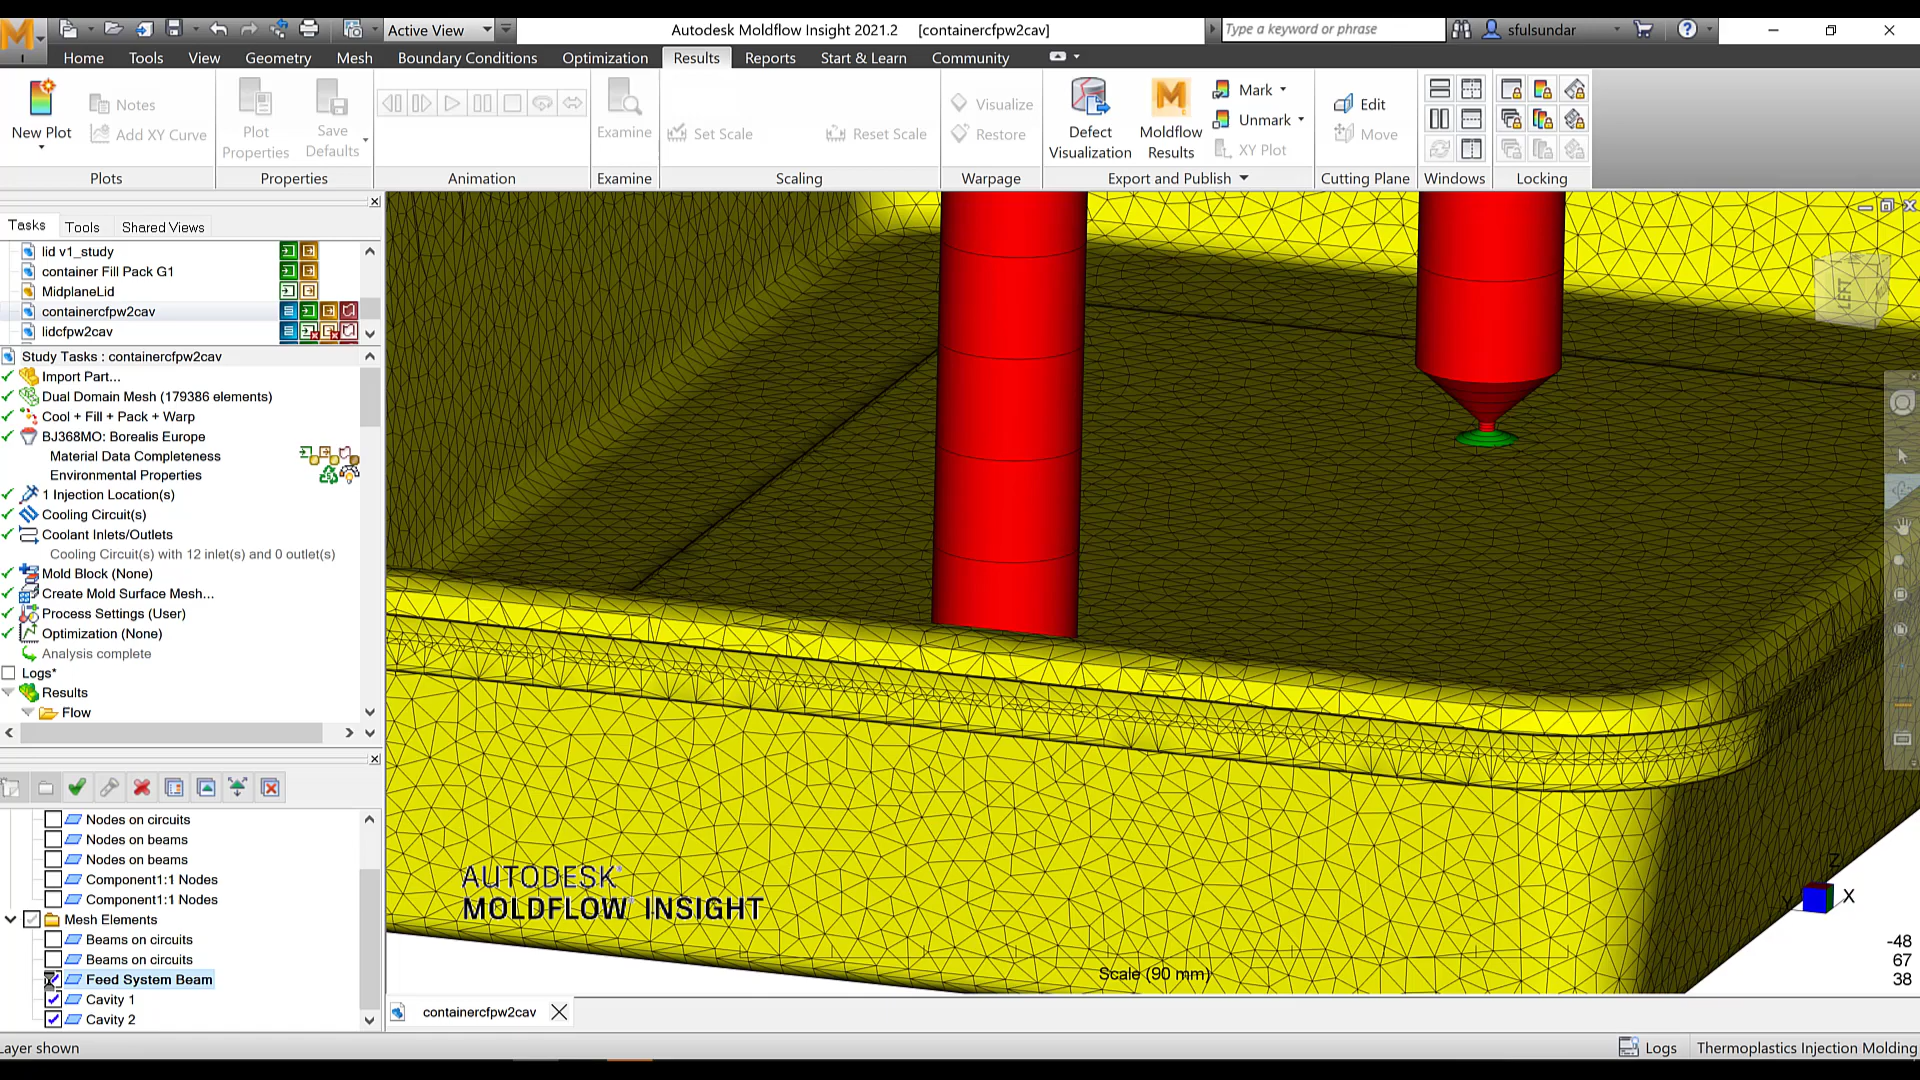 Active View
Autodesk Moldflow Insight 2021.2 [containercfpw2cav]
Type a keyword or phrase
sfulsundar
Home Tools View Geometry Mesh Boundary Conditions Optimization Results Reports Start & Learn Community
New Plot
Notes
Add XY Curve
Plots
Plot Properties
Save Defaults
Properties
Animation
Examine
Examine
Set Scale
Reset Scale
Scaling
Visualize
Restore
Warpage
Defect Visualization
Moldflow Results
Mark
Unmark
XY Plot
Export and Publish
Edit
Move
Cutting Plane
Windows
Locking
Tasks Tools Shared Views
lid v1_study
container Fill Pack G1
MidplaneLid
containercfpw2cav
lidcfpw2cav
Study Tasks : containercfpw2cav
Import Part...
Dual Domain Mesh (179386 elements)
Cool + Fill + Pack + Warp
BJ368MO: Borealis Europe
Material Data Completeness
Environmental Properties
1 Injection Location(s)
Cooling Circuit(s)
Coolant Inlets/Outlets
Cooling Circuit(s) with 12 inlet(s) and 0 outlet(s)
Mold Block (None)
Create Mold Surface Mesh...
Process Settings (User)
Optimization (None)
Analysis complete
Logs*
Results
Flow
Nodes on circuits
Nodes on beams
Nodes on beams
Component1:1 Nodes
Component1:1 Nodes
Mesh Elements
Beams on circuits
Beams on circuits
Feed System Beam
Cavity 1
Cavity 2
LEFT
AUTODESK
MOLDFLOW INSIGHT
Scale (90 mm)
Z
Y
X
-48
67
38
containercfpw2cav
Layer shown
Logs
Thermoplastics Injection Molding